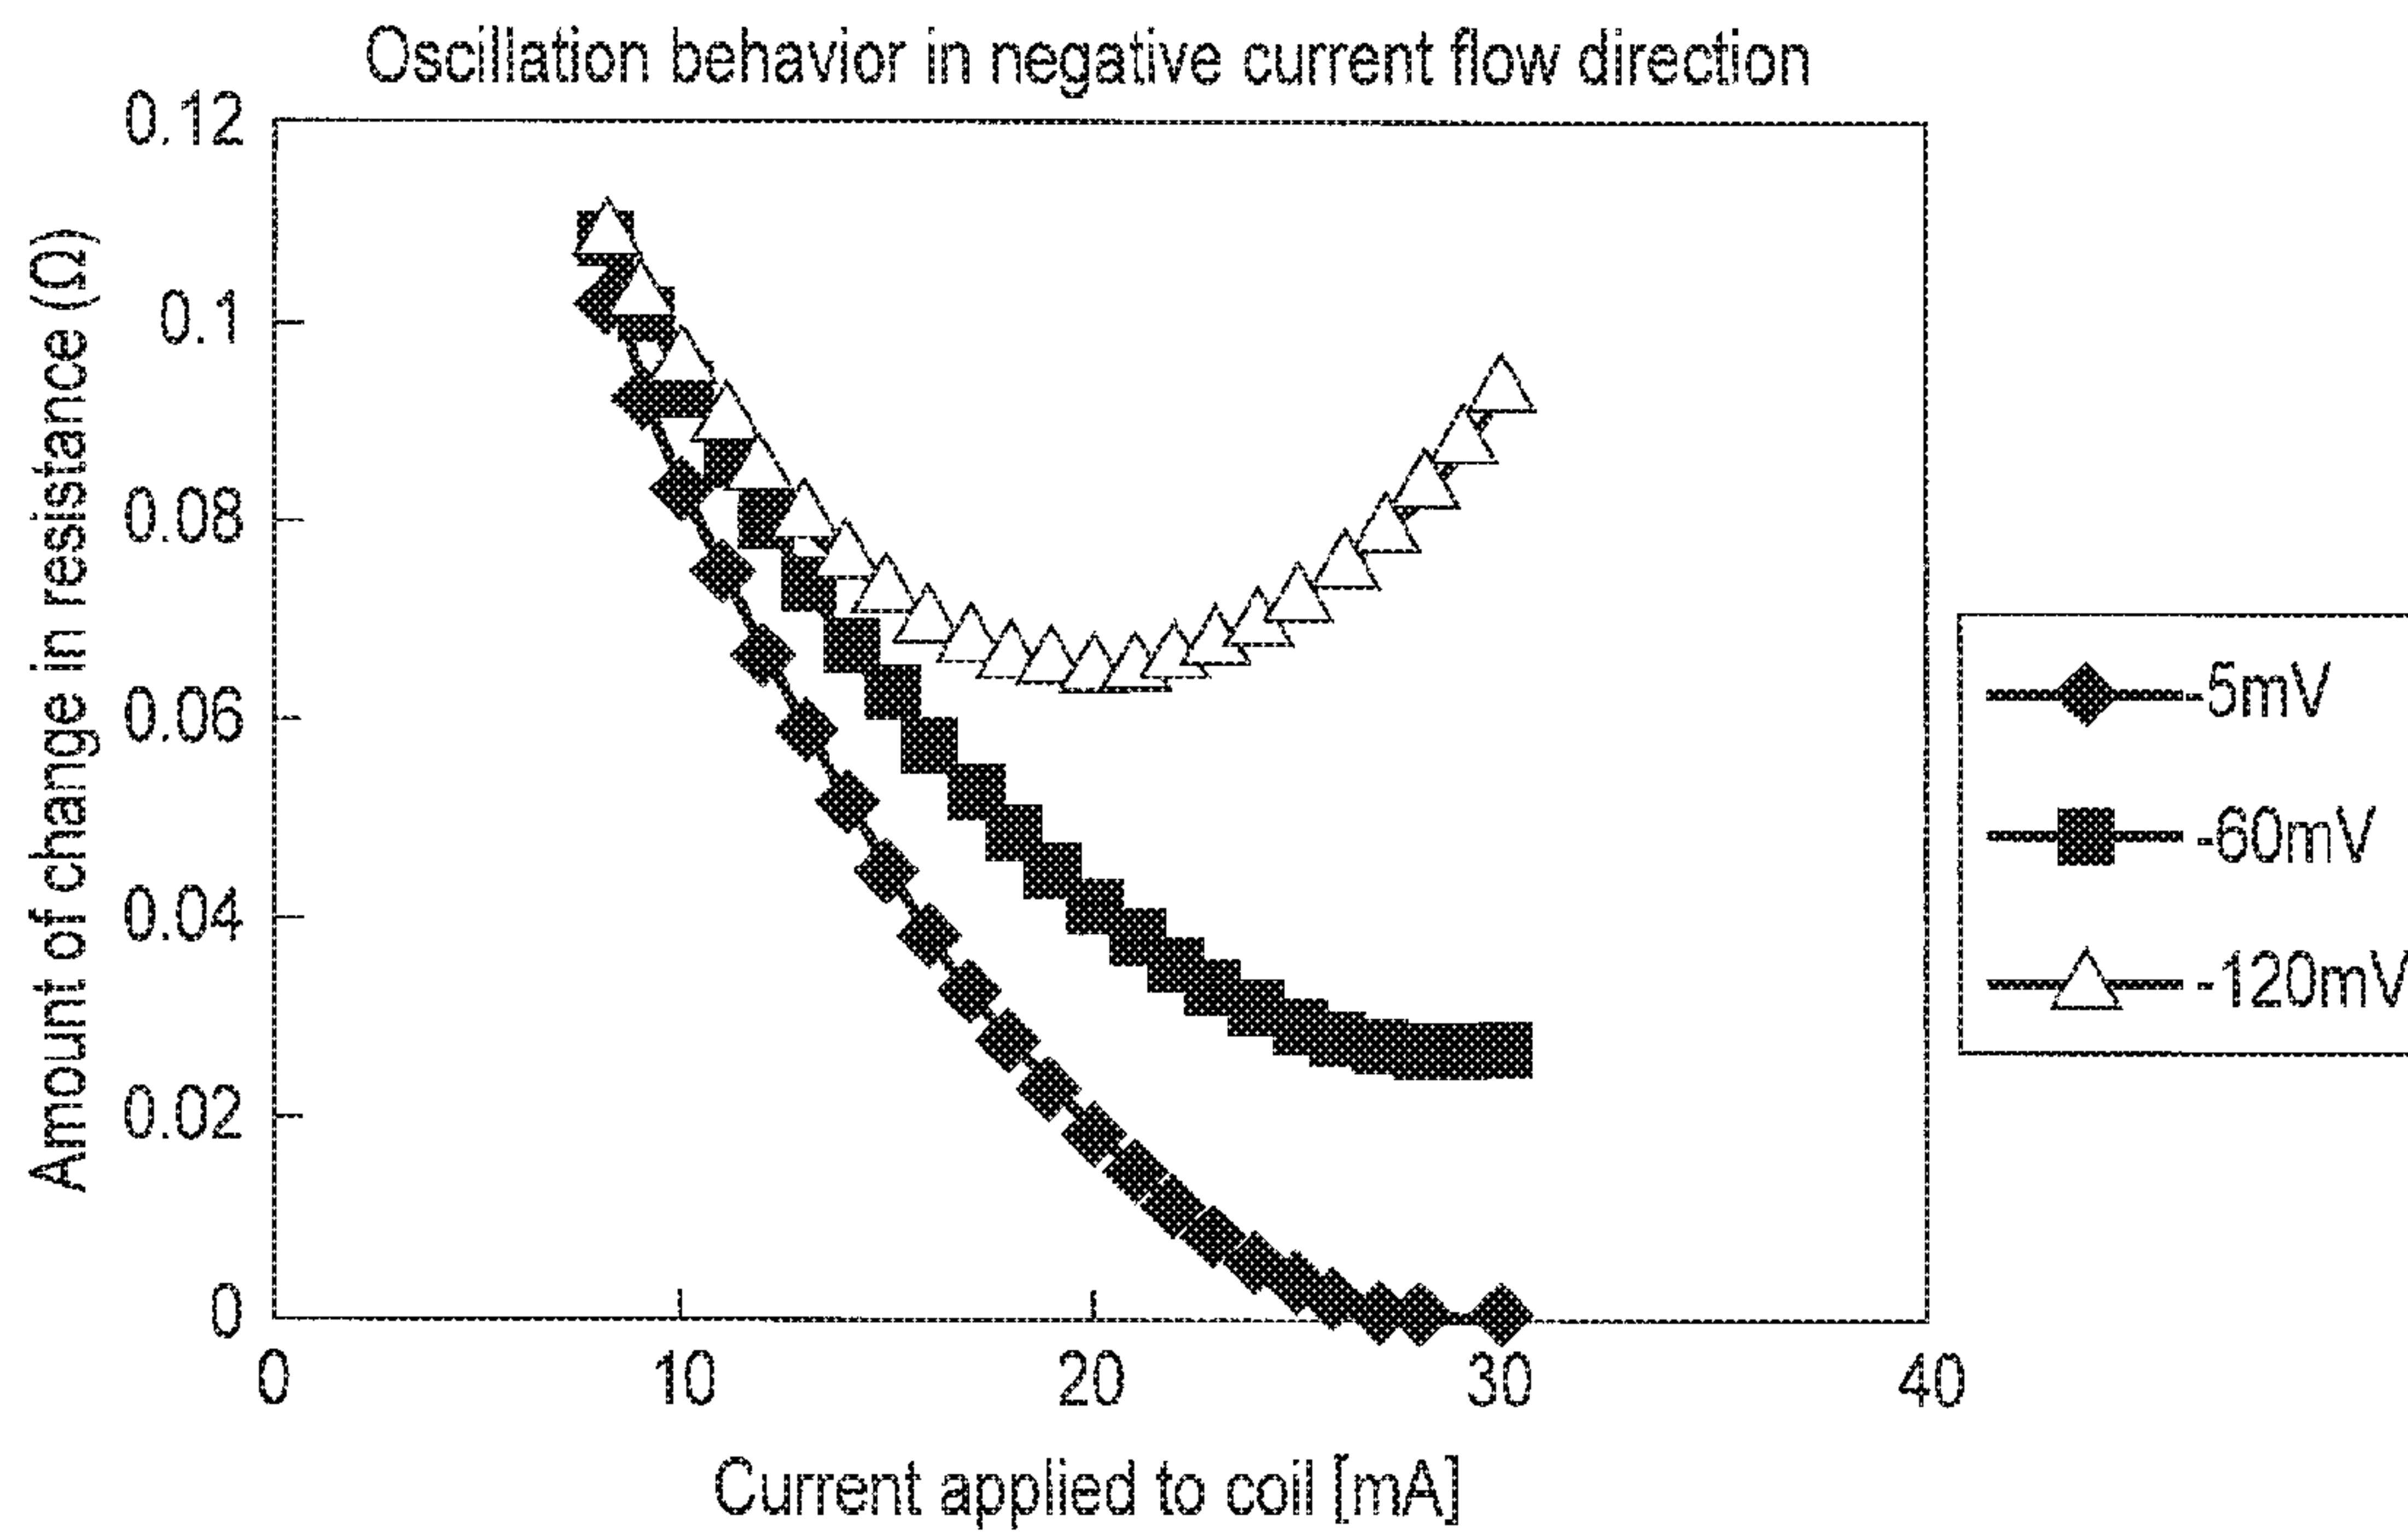 Oscillation behavior in negative current flow direction
Amount of change in resistance (Ω)
0.12
0.1
0.08
0.06
0.04
0.02
0
0 10 20 30 40
Current applied to coil [mA]
-5mV
-60mV
-120mV